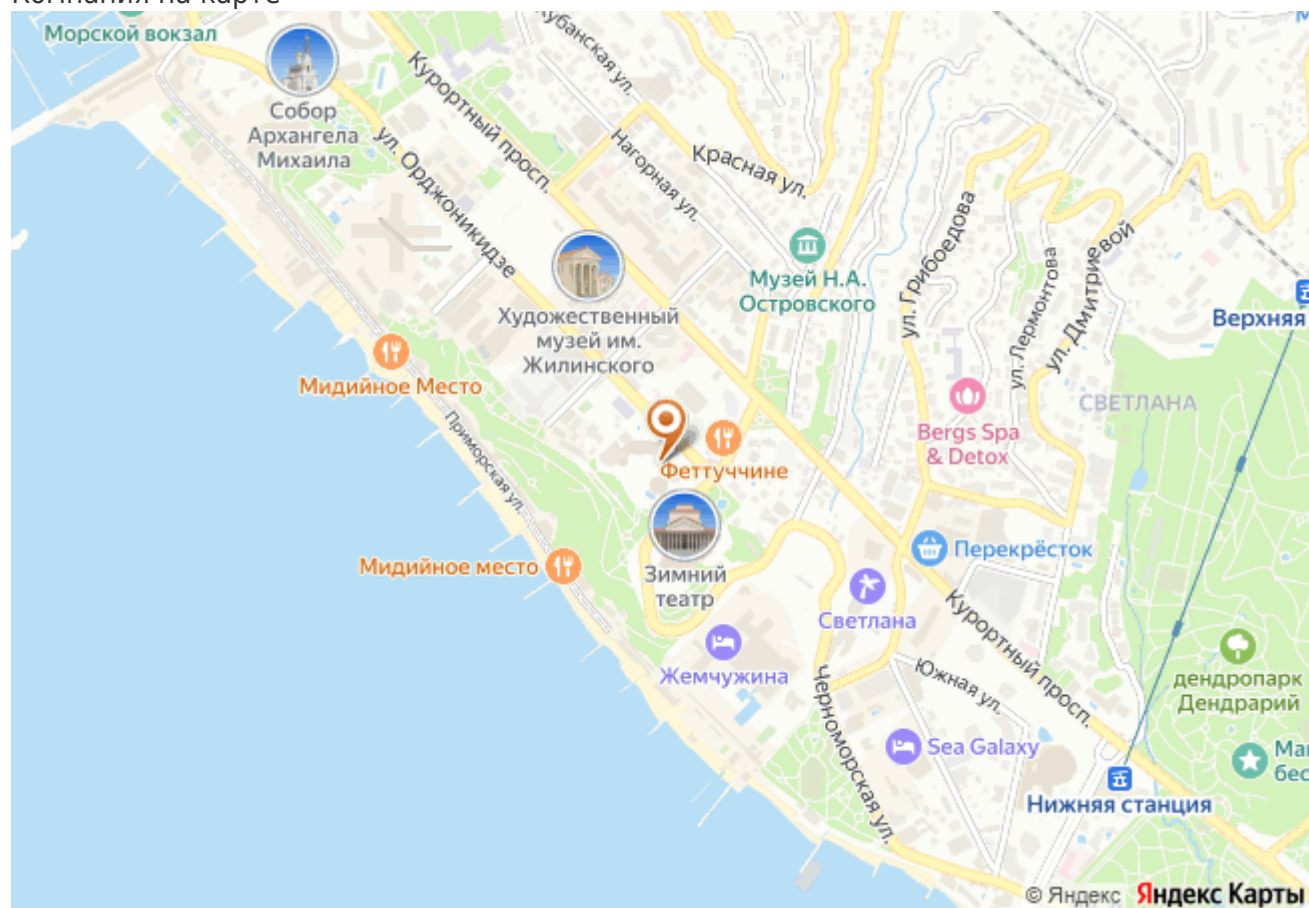 Компания на карте
Морской вокзал
Кубанская ул.
Собор
Архангела
Михаила
Курортный просп.
ул. Орджоникидзе
Нагорная ул.
Красная ул.
Музей Н.А.
Островского
ул. Грибоедова
ул. Лермонтова
ул. Дмитриевой
Верхняя
Художественный
музей им.
Жилинского
Мидийное Место
СВЕТЛАНА
Bergs Spa
& Detox
Приморская ул.
Феттуччине
Мидийное место
Зимний
театр
Перекрёсток
Светлана
Курортный просп.
Жемчужина
Южная ул.
дендропарк
Дендрарий
Черноморская ул.
Sea Galaxy
Нижняя станция
© Яндекс Яндекс Карты